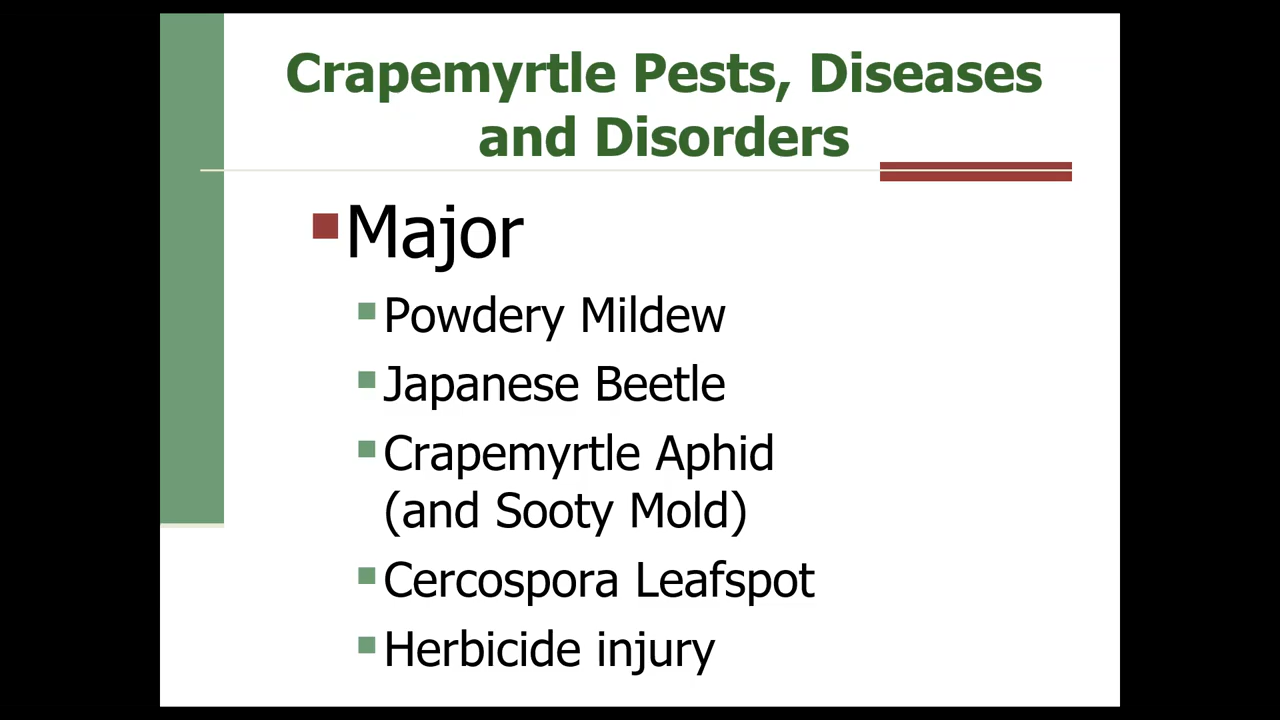 Crapemyrtle Pests, Diseases
and Disorders
Major
Powdery Mildew
Japanese Beetle
Crapemyrtle Aphid
(and Sooty Mold)
Cercospora Leafspot
Herbicide injury